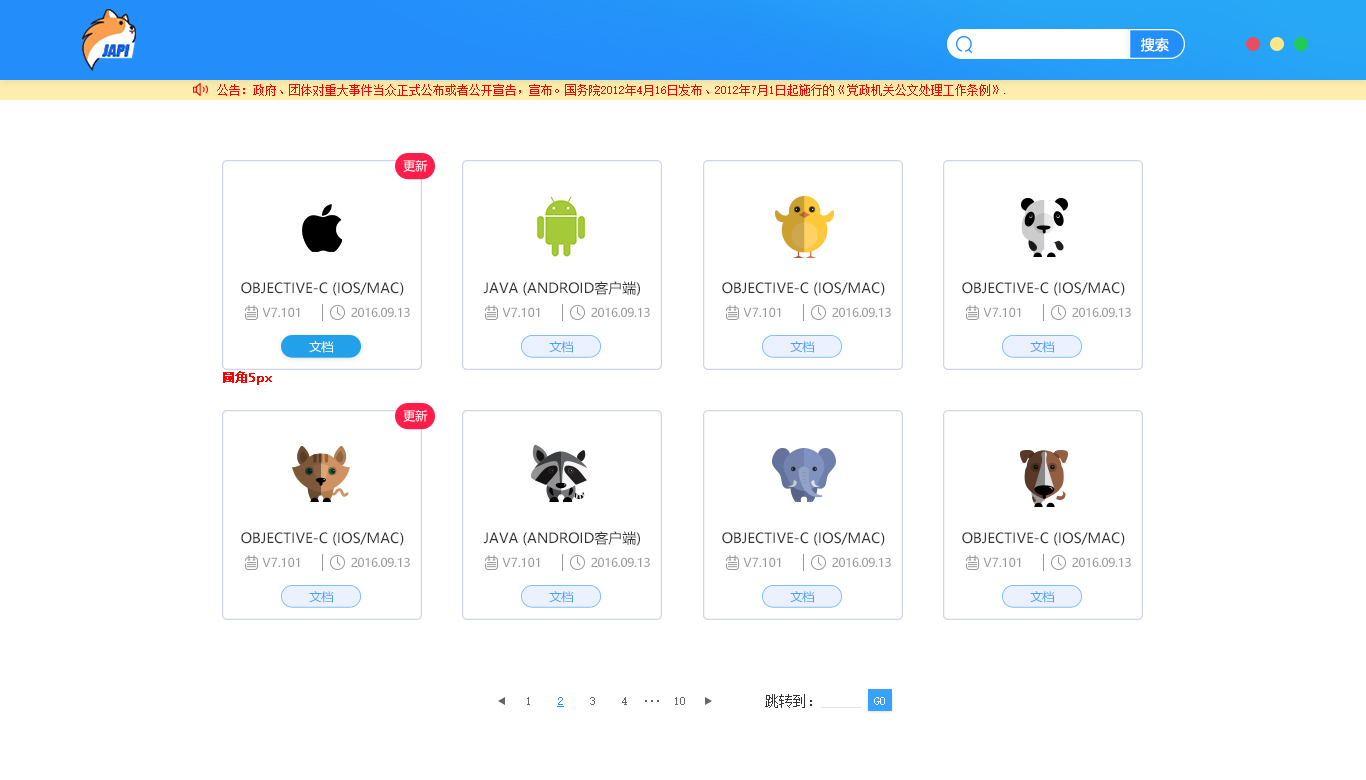 JAPI
搜索
公告：政府、团体对重大事件当众正式公布或者公开宣告，宣布。国务院2012年4月16日发布、2012年7月1日起施行的《党政机关公文处理工作条例》.
更新
OBJECTIVE-C (IOS/MAC)
V7.101 2016.09.13
文档
JAVA (ANDROID客户端)
V7.101 2016.09.13
文档
OBJECTIVE-C (IOS/MAC)
V7.101 2016.09.13
文档
OBJECTIVE-C (IOS/MAC)
V7.101 2016.09.13
文档
圆角5px
更新
OBJECTIVE-C (IOS/MAC)
V7.101 2016.09.13
文档
JAVA (ANDROID客户端)
V7.101 2016.09.13
文档
OBJECTIVE-C (IOS/MAC)
V7.101 2016.09.13
文档
OBJECTIVE-C (IOS/MAC)
V7.101 2016.09.13
文档
1 2 3 4 ··· 10 跳转到： GO